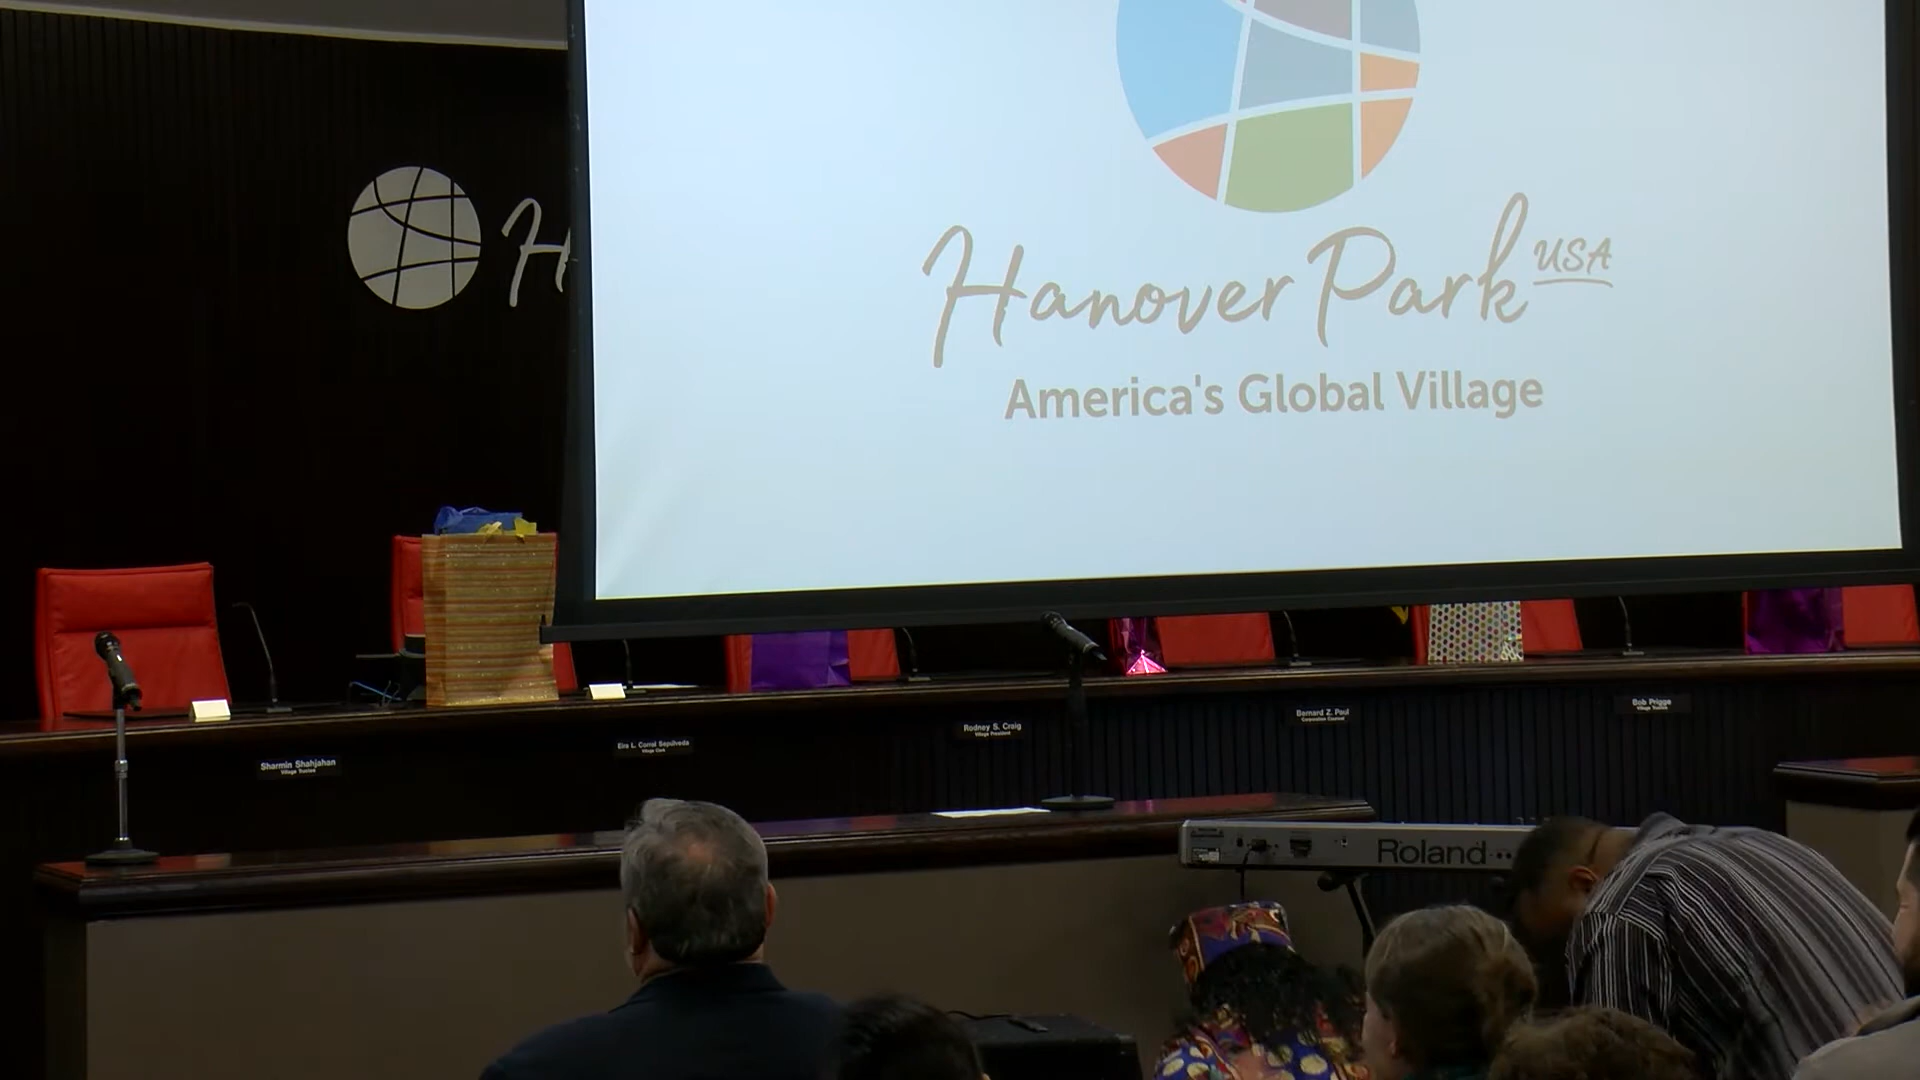 H
Hanover Park USA
America's Global Village
Sharmin Shahjahan
Village Trustee
Eira L. Corral Sepúlveda
Village Clerk
Rodney S. Craig
Village President
Bernard Z. Paul
Corporation Counsel
Bob Prigge
Village Trustee
Roland